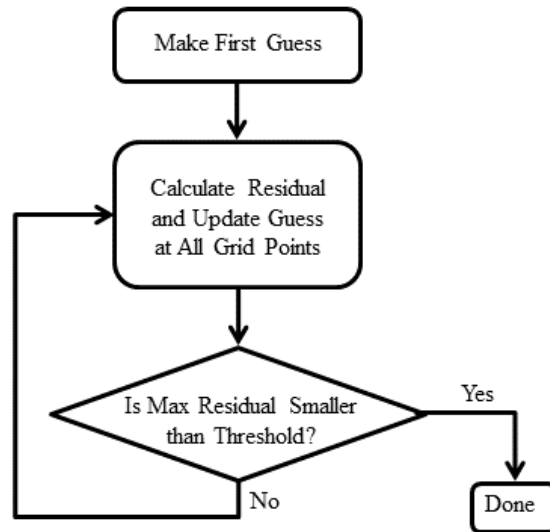 Make First Guess
Calculate Residual
and Update Guess
at All Grid Points
Is Max Residual Smaller
than Threshold?
Yes
No
Done